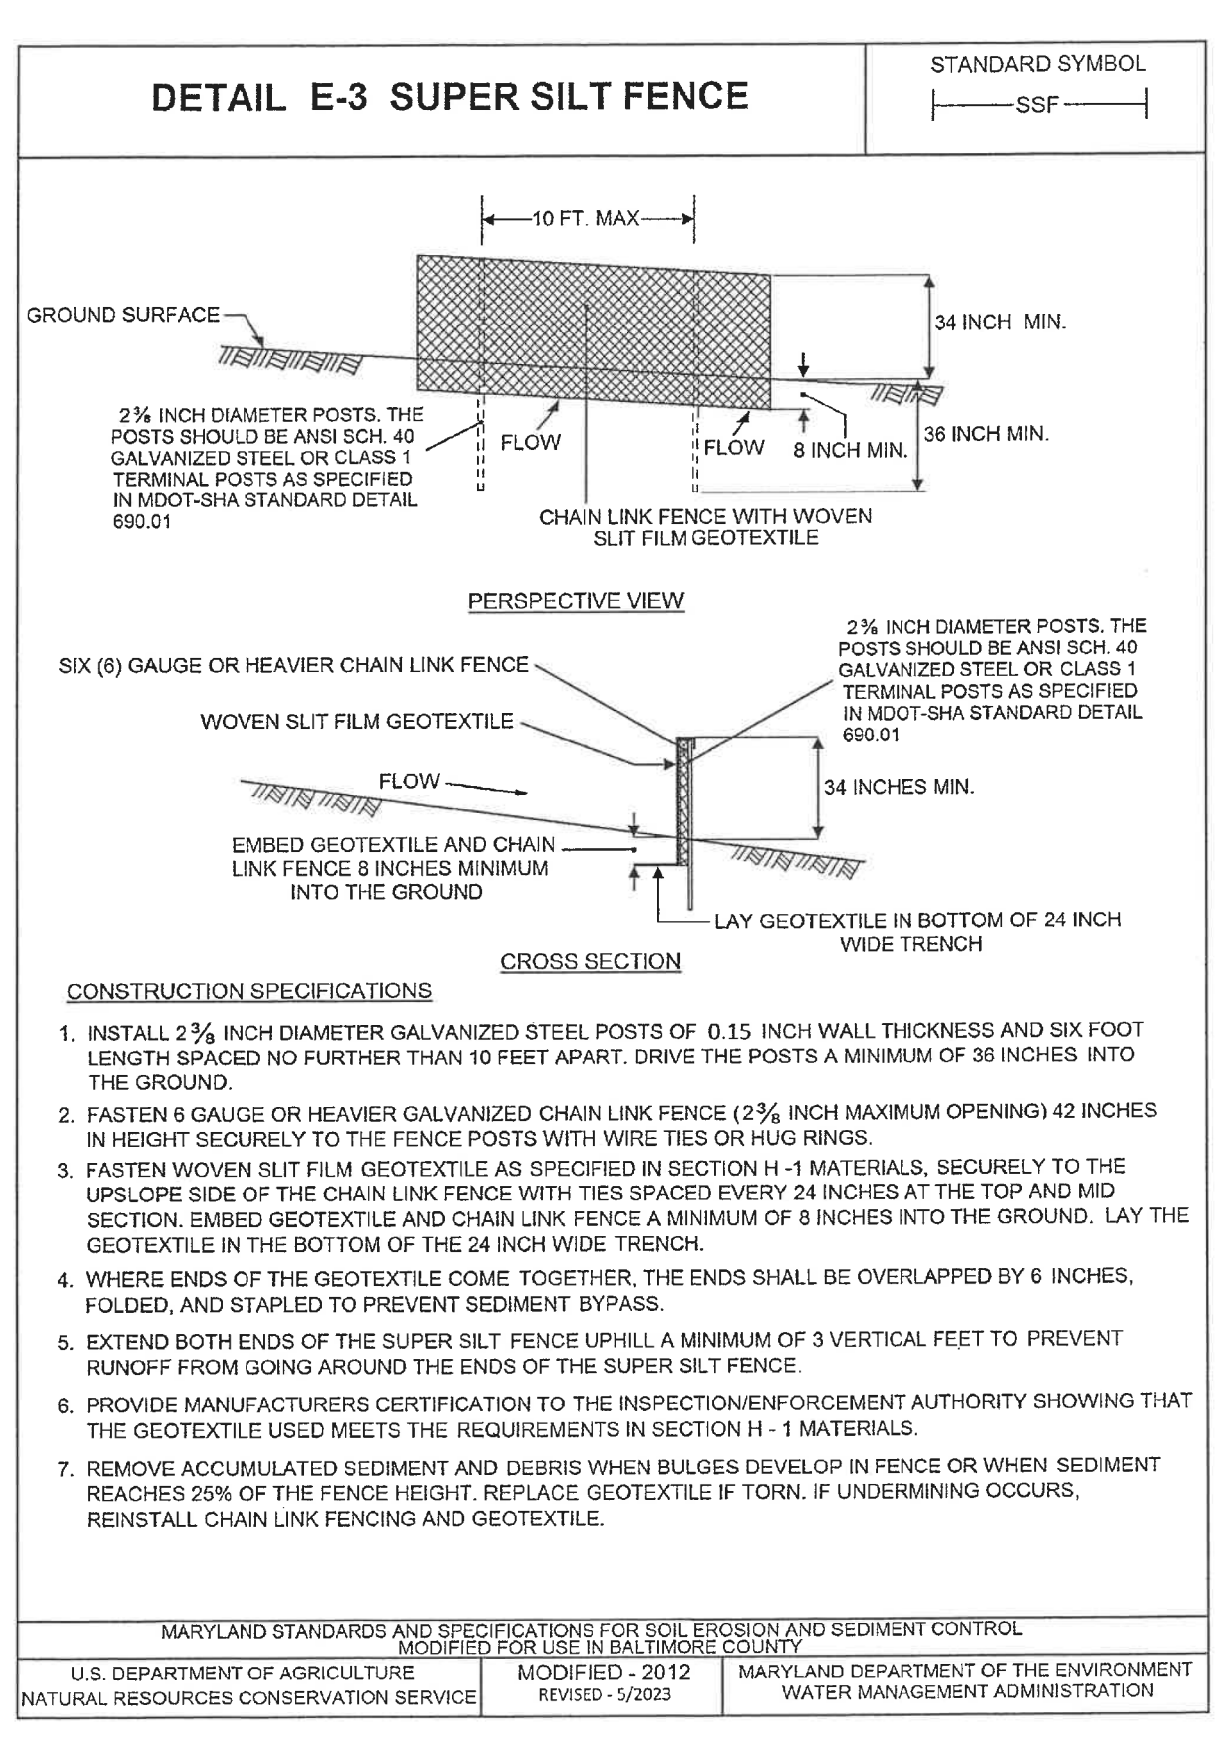 DETAIL E-3 SUPER SILT FENCE
STANDARD SYMBOL
SSF
10 FT. MAX
GROUND SURFACE
34 INCH MIN.
2⅜ INCH DIAMETER POSTS. THE
POSTS SHOULD BE ANSI SCH. 40
GALVANIZED STEEL OR CLASS 1
TERMINAL POSTS AS SPECIFIED
IN MDOT-SHA STANDARD DETAIL
690.01
FLOW
FLOW
8 INCH MIN.
36 INCH MIN.
CHAIN LINK FENCE WITH WOVEN
SLIT FILM GEOTEXTILE
PERSPECTIVE VIEW
2⅜ INCH DIAMETER POSTS. THE
POSTS SHOULD BE ANSI SCH. 40
GALVANIZED STEEL OR CLASS 1
TERMINAL POSTS AS SPECIFIED
IN MDOT-SHA STANDARD DETAIL
690.01
SIX (6) GAUGE OR HEAVIER CHAIN LINK FENCE
WOVEN SLIT FILM GEOTEXTILE
FLOW
34 INCHES MIN.
EMBED GEOTEXTILE AND CHAIN
LINK FENCE 8 INCHES MINIMUM
INTO THE GROUND
LAY GEOTEXTILE IN BOTTOM OF 24 INCH
WIDE TRENCH
CROSS SECTION
CONSTRUCTION SPECIFICATIONS
1. INSTALL 2⅜ INCH DIAMETER GALVANIZED STEEL POSTS OF 0.15 INCH WALL THICKNESS AND SIX FOOT
LENGTH SPACED NO FURTHER THAN 10 FEET APART. DRIVE THE POSTS A MINIMUM OF 36 INCHES INTO
THE GROUND.
2. FASTEN 6 GAUGE OR HEAVIER GALVANIZED CHAIN LINK FENCE (2⅜ INCH MAXIMUM OPENING) 42 INCHES
IN HEIGHT SECURELY TO THE FENCE POSTS WITH WIRE TIES OR HUG RINGS.
3. FASTEN WOVEN SLIT FILM GEOTEXTILE AS SPECIFIED IN SECTION H -1 MATERIALS, SECURELY TO THE
UPSLOPE SIDE OF THE CHAIN LINK FENCE WITH TIES SPACED EVERY 24 INCHES AT THE TOP AND MID
SECTION. EMBED GEOTEXTILE AND CHAIN LINK FENCE A MINIMUM OF 8 INCHES INTO THE GROUND. LAY THE
GEOTEXTILE IN THE BOTTOM OF THE 24 INCH WIDE TRENCH.
4. WHERE ENDS OF THE GEOTEXTILE COME TOGETHER, THE ENDS SHALL BE OVERLAPPED BY 6 INCHES,
FOLDED, AND STAPLED TO PREVENT SEDIMENT BYPASS.
5. EXTEND BOTH ENDS OF THE SUPER SILT FENCE UPHILL A MINIMUM OF 3 VERTICAL FEET TO PREVENT
RUNOFF FROM GOING AROUND THE ENDS OF THE SUPER SILT FENCE.
6. PROVIDE MANUFACTURERS CERTIFICATION TO THE INSPECTION/ENFORCEMENT AUTHORITY SHOWING THAT
THE GEOTEXTILE USED MEETS THE REQUIREMENTS IN SECTION H - 1 MATERIALS.
7. REMOVE ACCUMULATED SEDIMENT AND DEBRIS WHEN BULGES DEVELOP IN FENCE OR WHEN SEDIMENT
REACHES 25% OF THE FENCE HEIGHT. REPLACE GEOTEXTILE IF TORN. IF UNDERMINING OCCURS,
REINSTALL CHAIN LINK FENCING AND GEOTEXTILE.
MARYLAND STANDARDS AND SPECIFICATIONS FOR SOIL EROSION AND SEDIMENT CONTROL
MODIFIED FOR USE IN BALTIMORE COUNTY
U.S. DEPARTMENT OF AGRICULTURE
NATURAL RESOURCES CONSERVATION SERVICE
MODIFIED - 2012
REVISED - 5/2023
MARYLAND DEPARTMENT OF THE ENVIRONMENT
WATER MANAGEMENT ADMINISTRATION